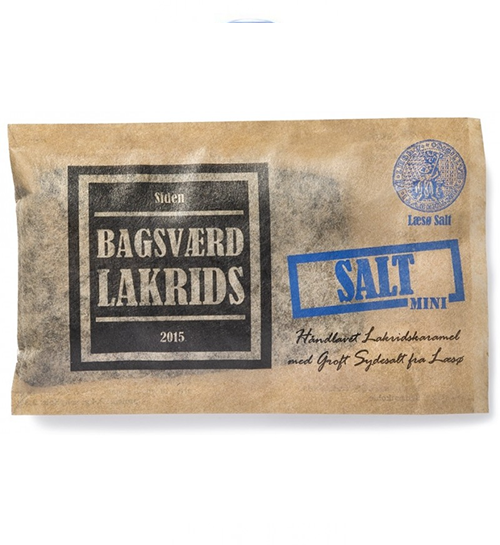 Siden
BAGSVÆRD
LAKRIDS
2015
Læsø Salt
SALT
MINI
Håndlavet Lakridskaramel
med Groft Sydesalt fra Læsø